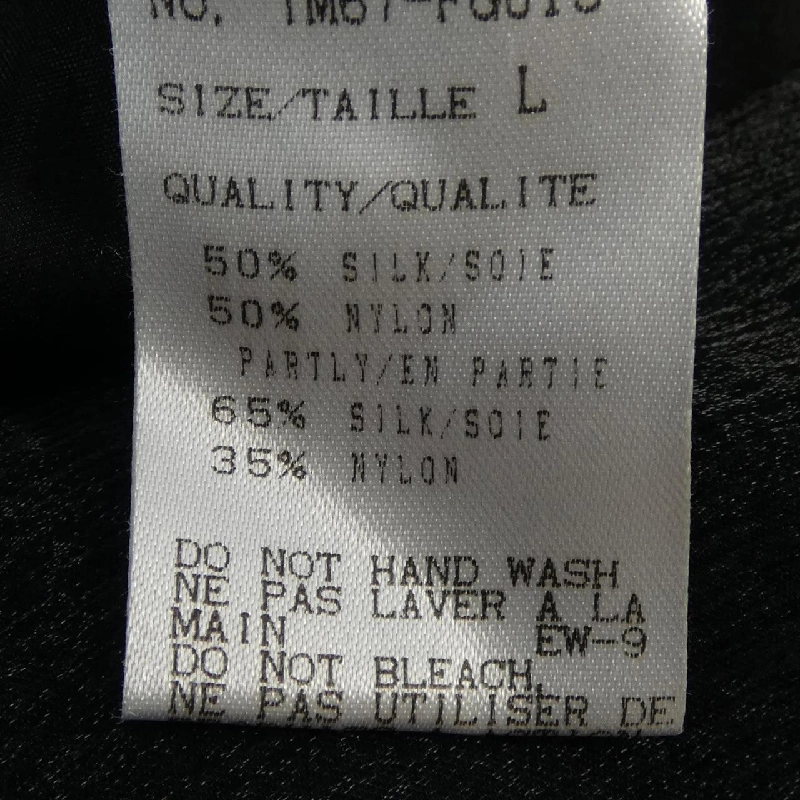 NO.
SIZE/TAILLE L
QUALITY/QUALITE
50% SILK/SOIE
50% NYLON
PARTLY/EN PARTIE
65% SILK/SOIE
35% NYLON
DO NOT HAND WASH
NE PAS LAVER A LA
MAIN EW-9
DO NOT BLEACH.
NE PAS UTILISER DE